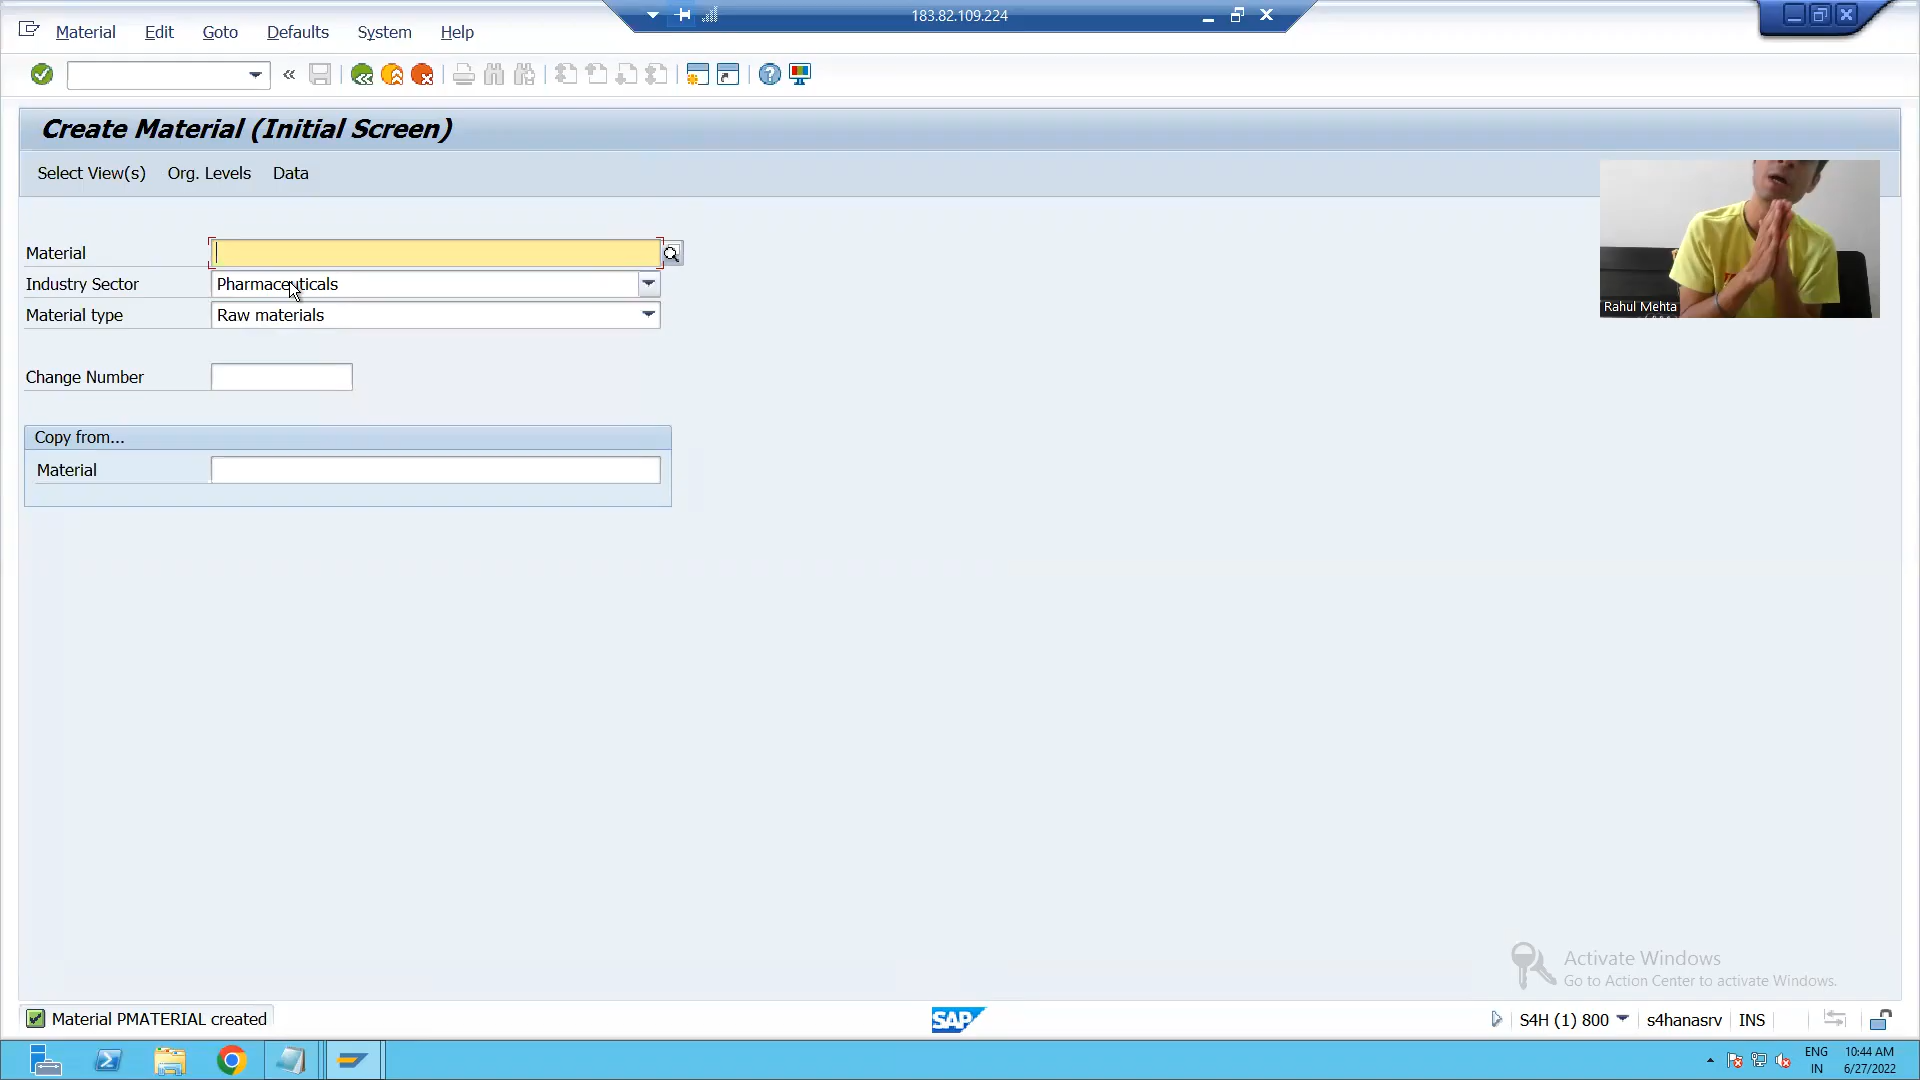 183.82.109.224
Material Edit Goto Defaults System Help
Create Material (Initial Screen)
Select View(s) Org. Levels Data
Material
Industry Sector Pharmaceuticals
Material type Raw materials
Rahul Mehta
Change Number
Copy from...
Material
Activate Windows
Go to Action Center to activate Windows.
Material PMATERIAL created
SAP
S4H (1) 800 s4hanasrv INS
ENG 10:44 AM
IN 6/27/2022